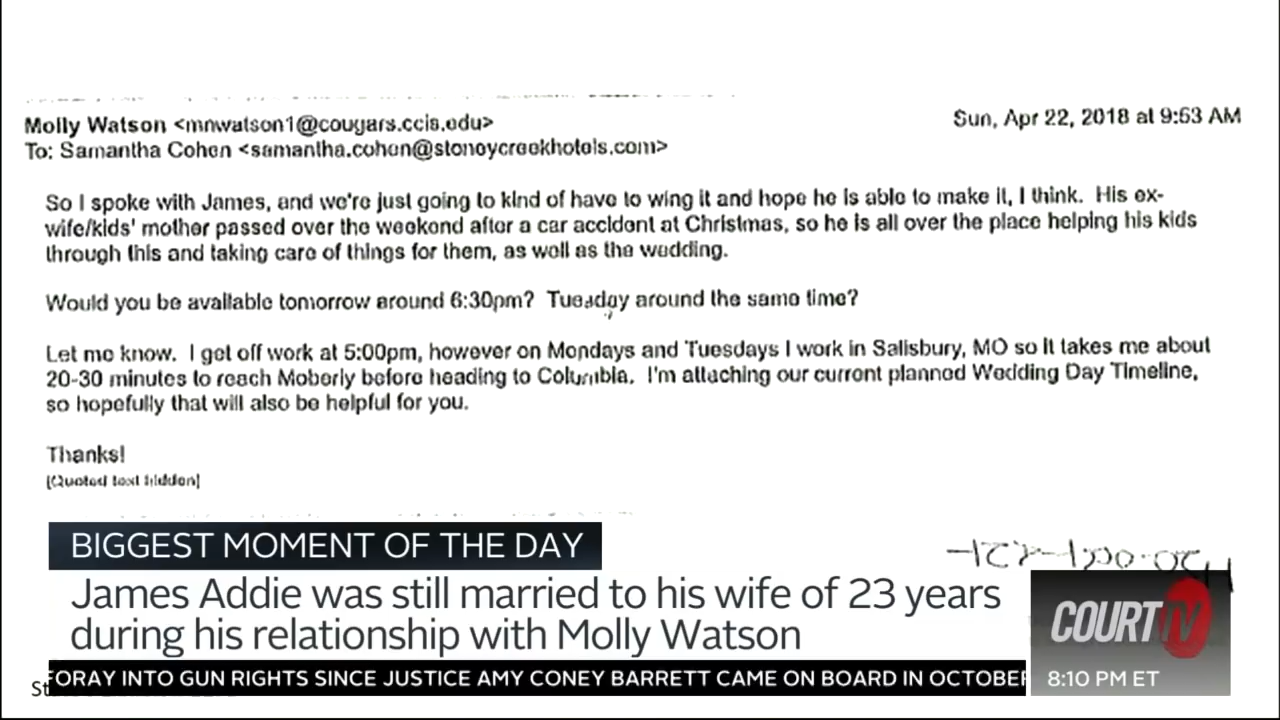 Molly Watson <mnwatson1@cougars.ccis.edu>
Sun, Apr 22, 2018 at 9:53 AM
To: Samantha Cohen <samantha.cohen@stoneycreekhotels.com>
So I spoke with James, and we're just going to kind of have to wing it and hope he is able to make it, I think. His ex-
wife/kids' mother passed over the weekend after a car accident at Christmas, so he is all over the place helping his kids
through this and taking care of things for them, as well as the wedding.
Would you be available tomorrow around 6:30pm? Tuesday around the same time?
Let me know. I get off work at 5:00pm, however on Mondays and Tuesdays I work in Salisbury, MO so it takes me about
20-30 minutes to reach Moberly before heading to Columbia. I'm attaching our current planned Wedding Day Timeline,
so hopefully that will also be helpful for you.
Thanks!
[Quoted text hidden]
BIGGEST MOMENT OF THE DAY
James Addie was still married to his wife of 23 years
during his relationship with Molly Watson
COURT TV
FORAY INTO GUN RIGHTS SINCE JUSTICE AMY CONEY BARRETT CAME ON BOARD IN OCTOBER
8:10 PM ET